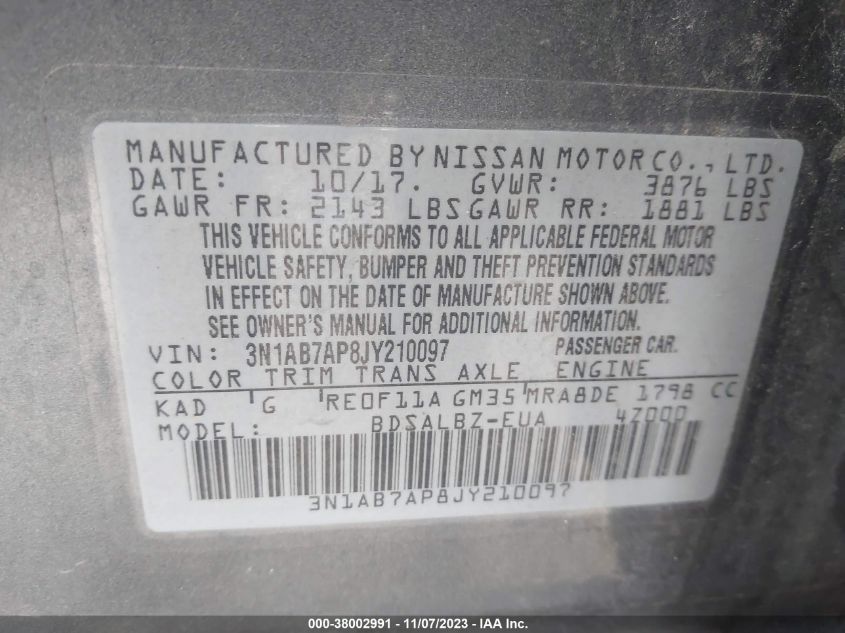 MANUFACTURED BY NISSAN MOTOR CO., LTD.
DATE: 10/17. GVWR: 3876 LBS
GAWR FR: 2143 LBS GAWR RR: 1881 LBS
THIS VEHICLE CONFORMS TO ALL APPLICABLE FEDERAL MOTOR
VEHICLE SAFETY, BUMPER AND THEFT PREVENTION STANDARDS
IN EFFECT ON THE DATE OF MANUFACTURE SHOWN ABOVE.
SEE OWNER'S MANUAL FOR ADDITIONAL INFORMATION.
VIN: 3N1AB7AP8JY210097 PASSENGER CAR.
COLOR TRIM TRANS AXLE ENGINE
KAD G RE0F11A GM35 MRA8DE 1798 CC
MODEL: BDSALBZ-EUA 4Z000
3N1AB7AP8JY210097
000-38002991 - 11/07/2023 - IAA Inc.